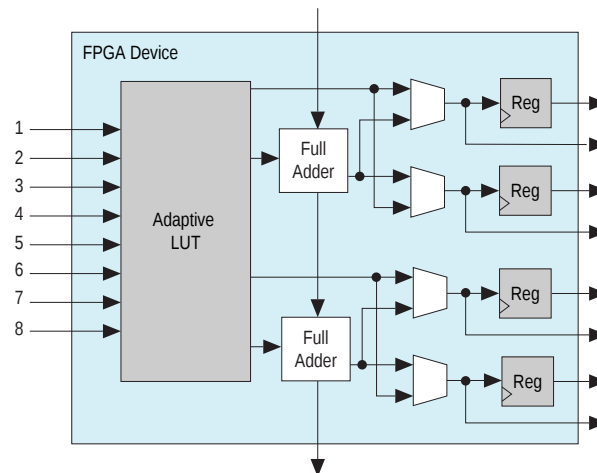 FPGA Device
1
2
3
4
5
6
7
8
Adaptive
LUT
Full
Adder
Full
Adder
Reg
Reg
Reg
Reg